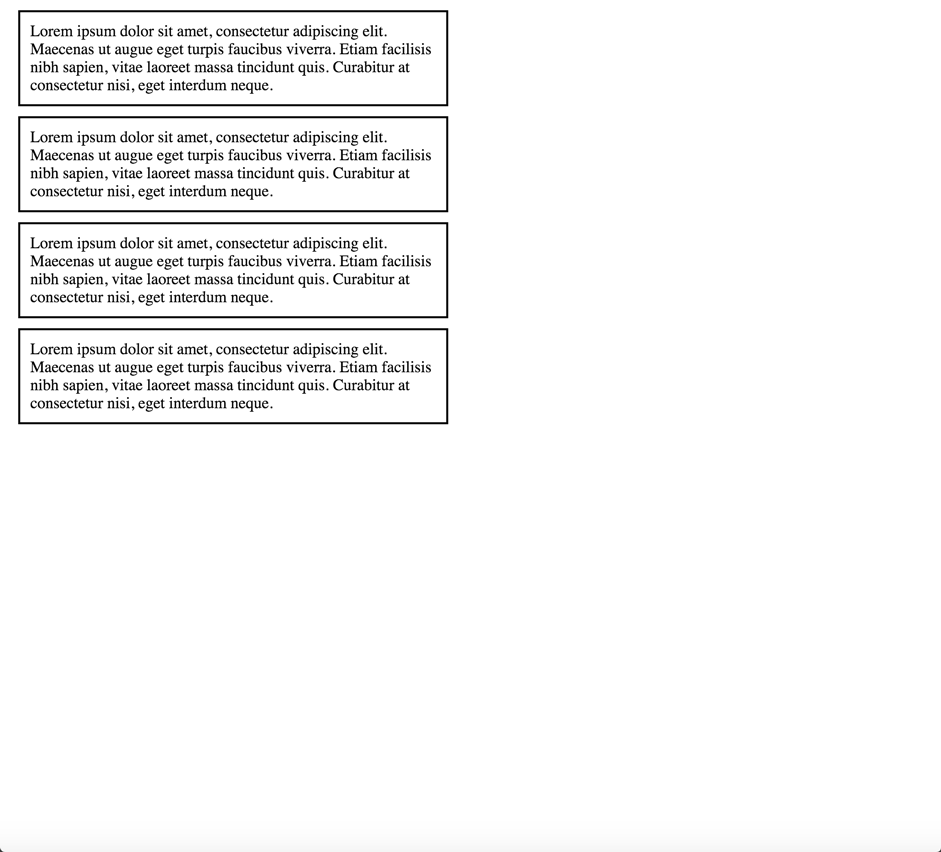 Lorem ipsum dolor sit amet, consectetur adipiscing elit.
Maecenas ut augue eget turpis faucibus viverra. Etiam facilisis
nibh sapien, vitae laoreet massa tincidunt quis. Curabitur at
consectetur nisi, eget interdum neque.
Lorem ipsum dolor sit amet, consectetur adipiscing elit.
Maecenas ut augue eget turpis faucibus viverra. Etiam facilisis
nibh sapien, vitae laoreet massa tincidunt quis. Curabitur at
consectetur nisi, eget interdum neque.
Lorem ipsum dolor sit amet, consectetur adipiscing elit.
Maecenas ut augue eget turpis faucibus viverra. Etiam facilisis
nibh sapien, vitae laoreet massa tincidunt quis. Curabitur at
consectetur nisi, eget interdum neque.
Lorem ipsum dolor sit amet, consectetur adipiscing elit.
Maecenas ut augue eget turpis faucibus viverra. Etiam facilisis
nibh sapien, vitae laoreet massa tincidunt quis. Curabitur at
consectetur nisi, eget interdum neque.